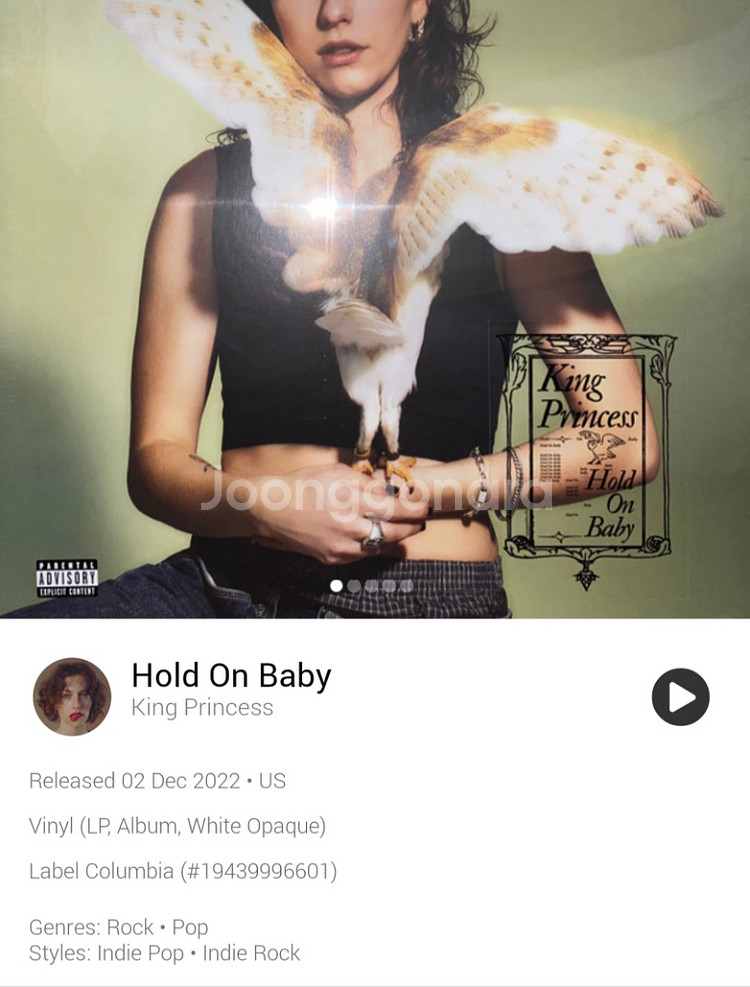 King
Princess
Hold
On
Baby
Joonggonara
PARENTAL
ADVISORY
EXPLICIT CONTENT
Hold On Baby
King Princess
Released 02 Dec 2022 • US
Vinyl (LP, Album, White Opaque)
Label Columbia (#19439996601)
Genres: Rock • Pop
Styles: Indie Pop • Indie Rock